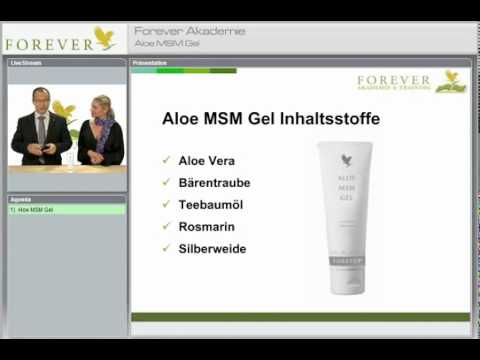 FOREVER
Forever Akademie
Aloe MSM Gel
LiveStream
Präsentation
FOREVER
AKADEMIE & TRAINING
Aloe MSM Gel Inhaltsstoffe
Aloe Vera
Bärentraube
Teebaumöl
Rosmarin
Silberweide
ALOE
MSM
GEL
FOREVER
Agenda
1) Aloe MSM Gel